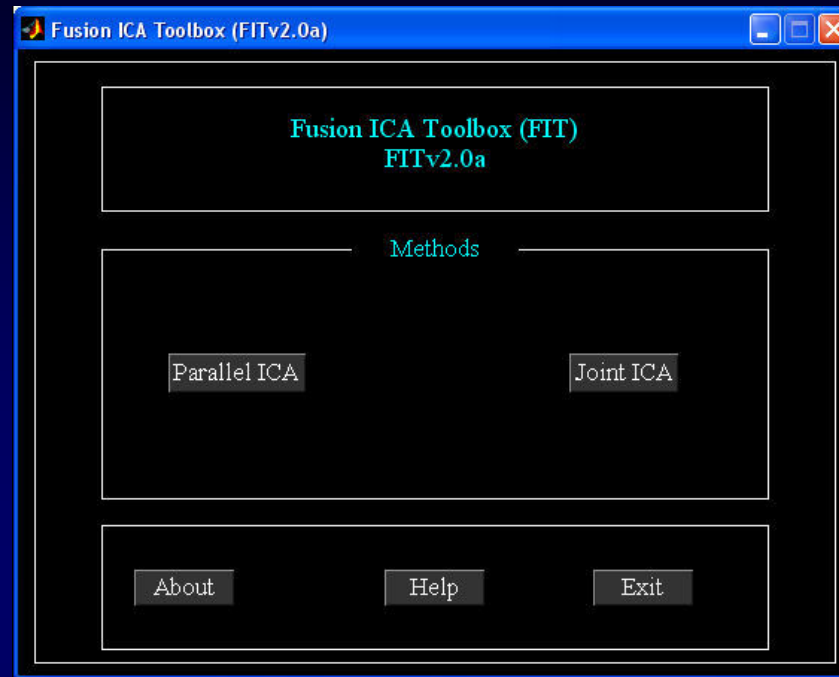 Fusion ICA Toolbox (FITv2.0a)
Fusion ICA Toolbox (FIT)
FITv2.0a
Methods
Parallel ICA
Joint ICA
About
Help
Exit